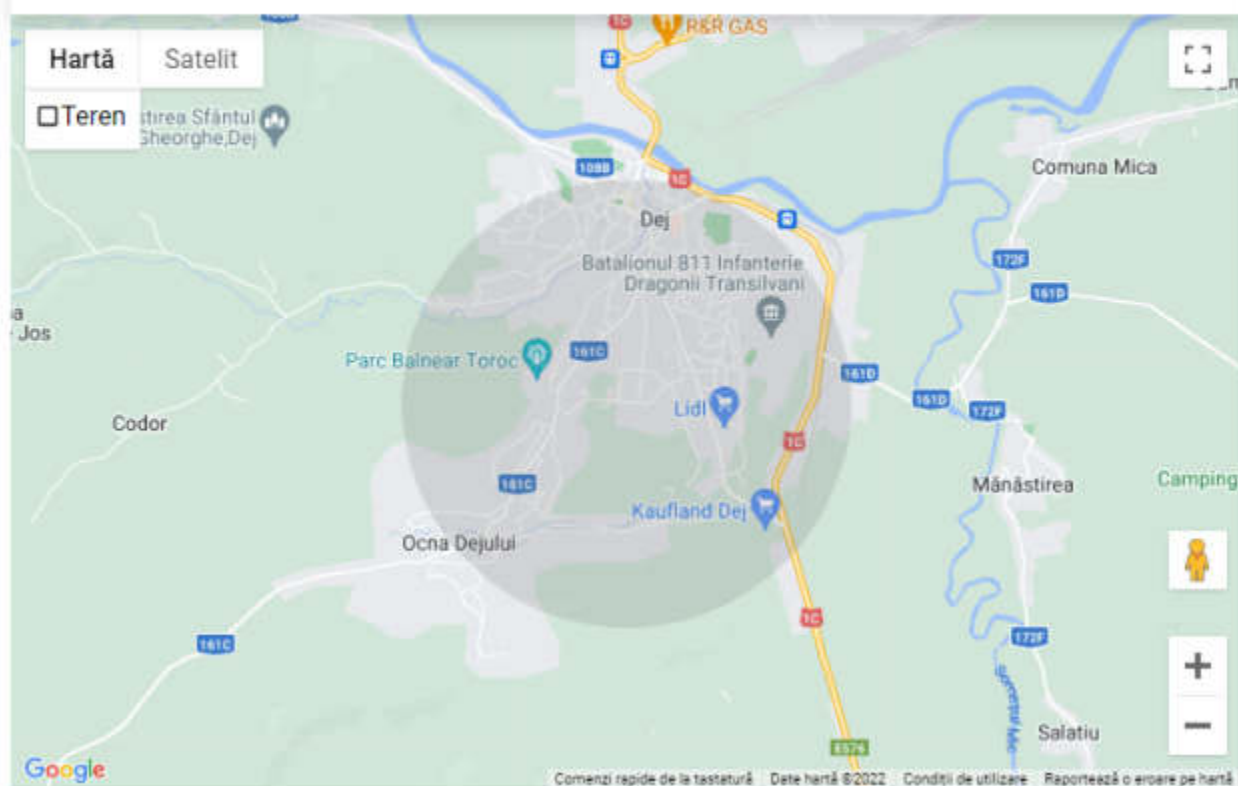 1C
R&R GAS
Hartă Satelit
Teren
stirea Sfântul
Gheorghe,Dej
108B
1C
Comuna Mica
Dej
Batalionul 811 Infanterie
Dragonii Transilvani
172F
161D
Jos
Parc Balnear Toroc
161C
161D
161D
Lidl
172F
Codor
1C
161C
Mănăstirea
Camping
Kaufland Dej
Ocna Dejului
1C
161C
172F
Someșul Mic
Salatiu
E576
Google
Comenzi rapide de la tastatură Date hartă ©2022 Condiții de utilizare Raportează o eroare pe hartă